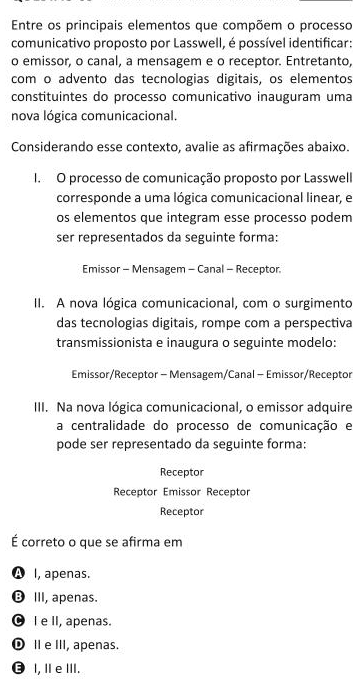 Entre os principais elementos que compõem o processo
comunicativo proposto por Lasswell, é possível identificar:
o emissor, o canal, a mensagem e o receptor. Entretanto,
com o advento das tecnologias digitais, os elementos
constituintes do processo comunicativo inauguram uma
nova lógica comunicacional.
Considerando esse contexto, avalie as afirmações abaixo.
I. O processo de comunicação proposto por Lasswell
corresponde a uma lógica comunicacional linear, e
os elementos que integram esse processo podem
ser representados da seguinte forma:
Emissor – Mensagem – Canal – Receptor.
II. A nova lógica comunicacional, com o surgimento
das tecnologias digitais, rompe com a perspectiva
transmissionista e inaugura o seguinte modelo:
Emissor/Receptor – Mensagem/Canal – Emissor/Receptor
III. Na nova lógica comunicacional, o emissor adquire
a centralidade do processo de comunicação e
pode ser representado da seguinte forma:
Receptor
Receptor Emissor Receptor
Receptor
É correto o que se afirma em
A I, apenas.
B III, apenas.
C I e II, apenas.
D II e III, apenas.
E I, II e III.